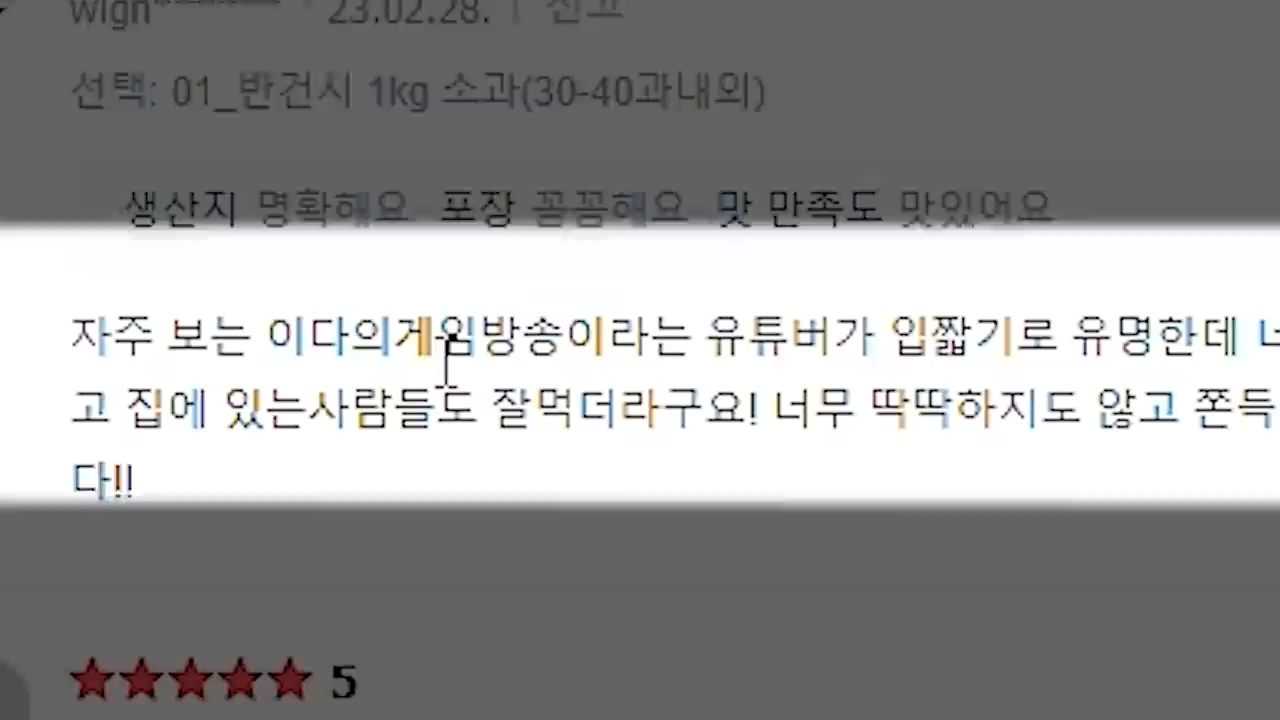 wlgn******* 23.02.28. | 신고
선택: 01_반건시 1kg 소과(30-40과내외)
생산지 명확해요 포장 꼼꼼해요 맛 만족도 맛있어요
자주 보는 이다의게임방송이라는 유튜버가 입짧기로 유명한데
고 집에 있는사람들도 잘먹더라구요! 너무 딱딱하지도 않고 쫀득
다!!
★★★★★ 5